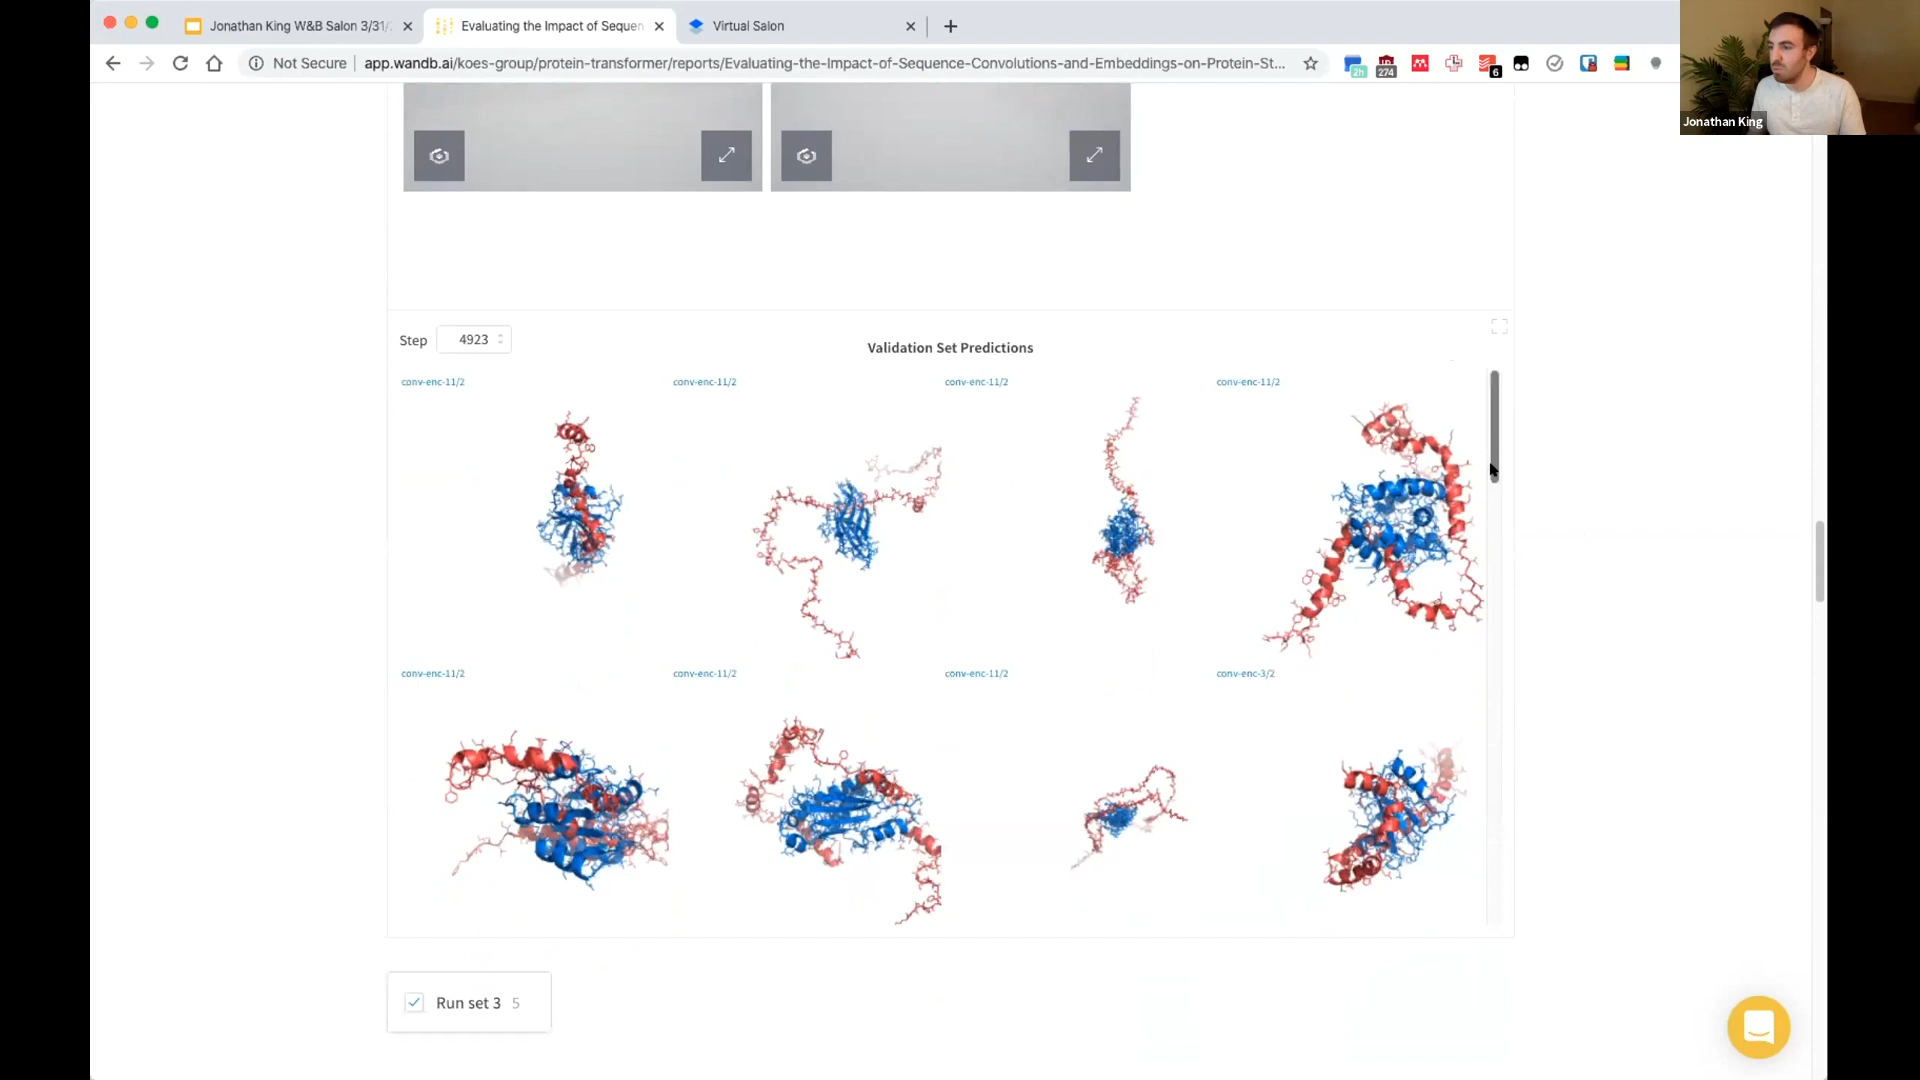 Jonathan King W&B Salon 3/31/
Evaluating the Impact of Sequen
Virtual Salon
Not Secure
app.wandb.ai/koes-group/protein-transformer/reports/Evaluating-the-Impact-of-Sequence-Convolutions-and-Embeddings-on-Protein-St...
2h
274
6
Jonathan King
Step
4923
Validation Set Predictions
conv-enc-11/2
conv-enc-11/2
conv-enc-11/2
conv-enc-11/2
conv-enc-11/2
conv-enc-11/2
conv-enc-11/2
conv-enc-3/2
Run set 3 5